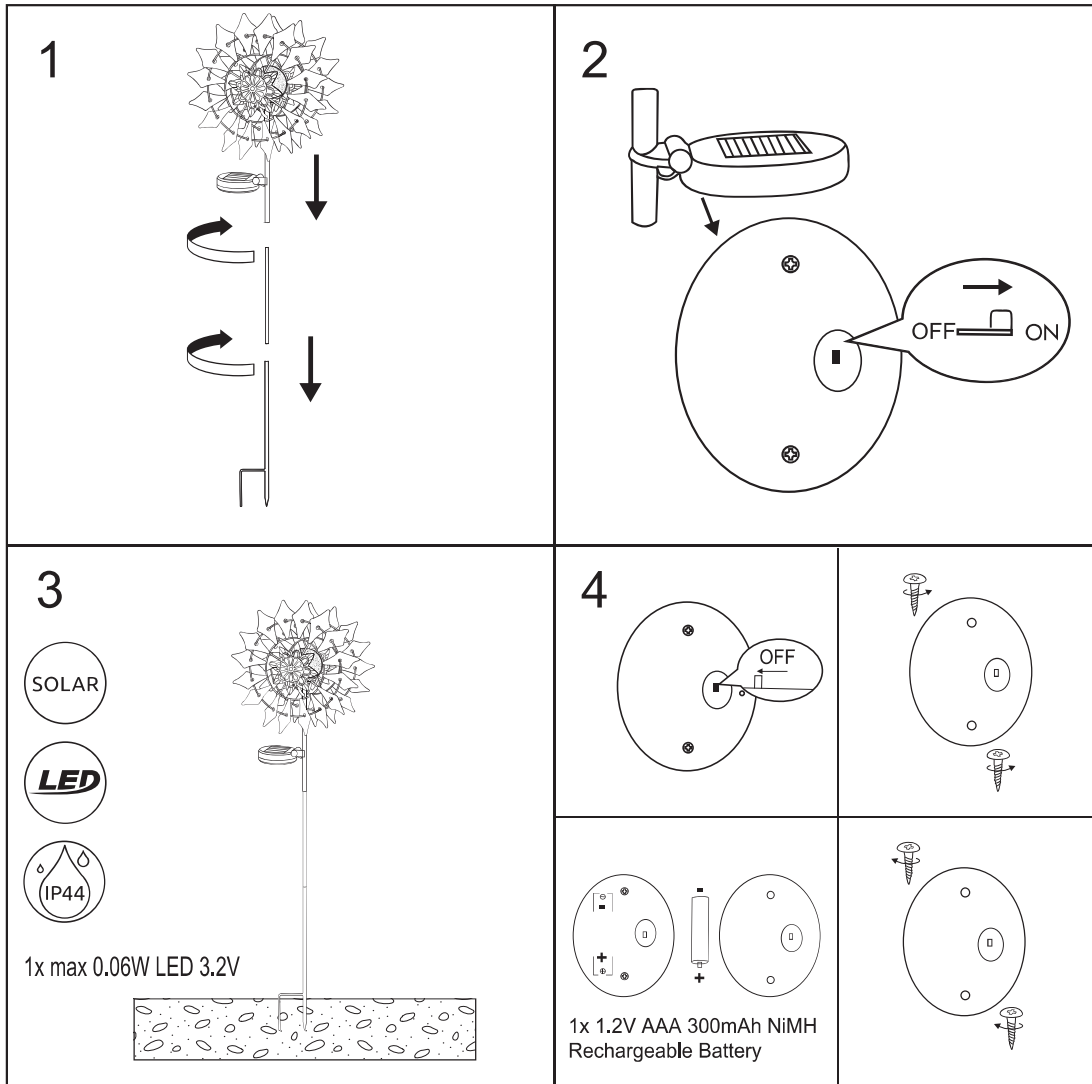 1
2
OFF ON
3
SOLAR
LED
IP44
1x max 0.06W LED 3.2V
4
OFF
-
-
+
+
1x 1.2V AAA 300mAh NiMH
Rechargeable Battery